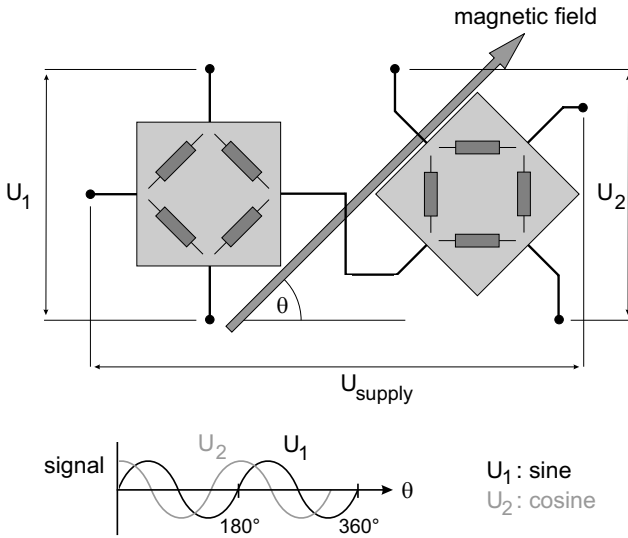 magnetic field
U1
U2
θ
Usupply
U2 U1
signal
θ
180° 360°
U1: sine
U2: cosine